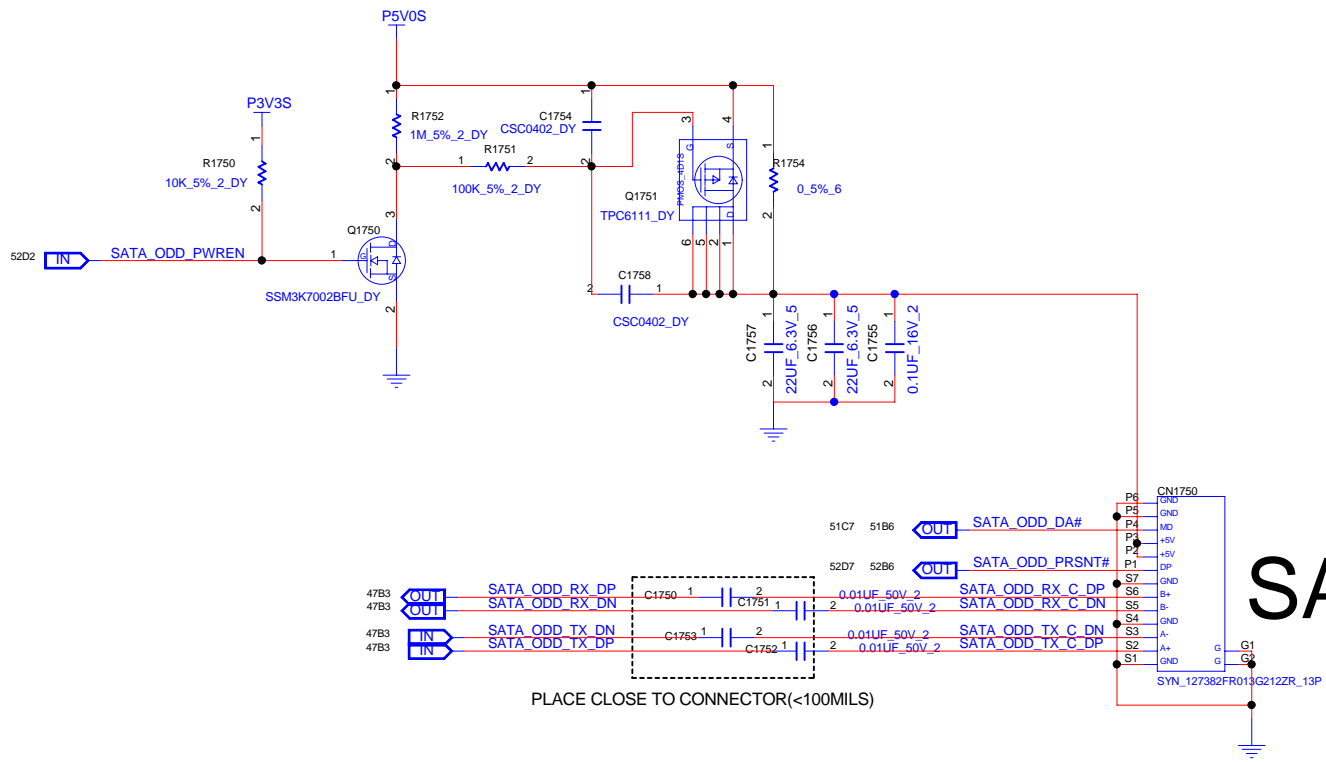 P5V0S
P3V3S
1
R1750
10K_5%_2_DY
2
1
R1752
1M_5%_2_DY
2
1
C1754
CSC0402_DY
2
R1751
1
2
100K_5%_2_DY
3
4
G
S
PMOS_4D1S
D
Q1751
TPC6111_DY
6
5
2
1
1
R1754
0_5%_6
2
52D2
IN
SATA_ODD_PWREN
1
Q1750
3
G
D
S
SSM3K7002BFU_DY
2
C1758
2
1
CSC0402_DY
1
C1757
2
22UF_6.3V_5
1
C1756
2
22UF_6.3V_5
1
C1755
2
0.1UF_16V_2
51C7
51B6
OUT
SATA_ODD_DA#
52D7
52B6
OUT
SATA_ODD_PRSNT#
47B3
OUT
SATA_ODD_RX_DP
C1750
1
2
0.01UF_50V_2
SATA_ODD_RX_C_DP
47B3
OUT
SATA_ODD_RX_DN
1
C1751
2
0.01UF_50V_2
SATA_ODD_RX_C_DN
47B3
IN
SATA_ODD_TX_DN
C1753
1
2
0.01UF_50V_2
SATA_ODD_TX_C_DN
47B3
IN
SATA_ODD_TX_DP
C1752
1
2
0.01UF_50V_2
SATA_ODD_TX_C_DP
PLACE CLOSE TO CONNECTOR(<100MILS)
CN1750
P6
GND
P5
GND
P4
MD
P3
+5V
P2
+5V
P1
DP
S7
GND
S6
B+
S5
B-
S4
GND
S3
A-
S2
A+
S1
GND
G
G1
G
G2
SYN_127382FR013G212ZR_13P
SA